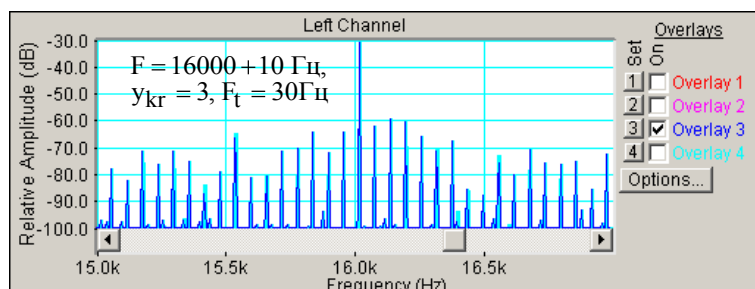 Left Channel
Relative Amplitude (dB)
-30.0
-40.0
-50.0
-60.0
-70.0
-80.0
-90.0
-100.0
F = 16000 + 10 Гц,
y_kr = 3, F_t = 30Гц
15.0k
15.5k
16.0k
16.5k
Frequency (Hz)
Overlays
Set
On
1 Overlay 1
2 Overlay 2
3 Overlay 3
4 Overlay 4
Options...